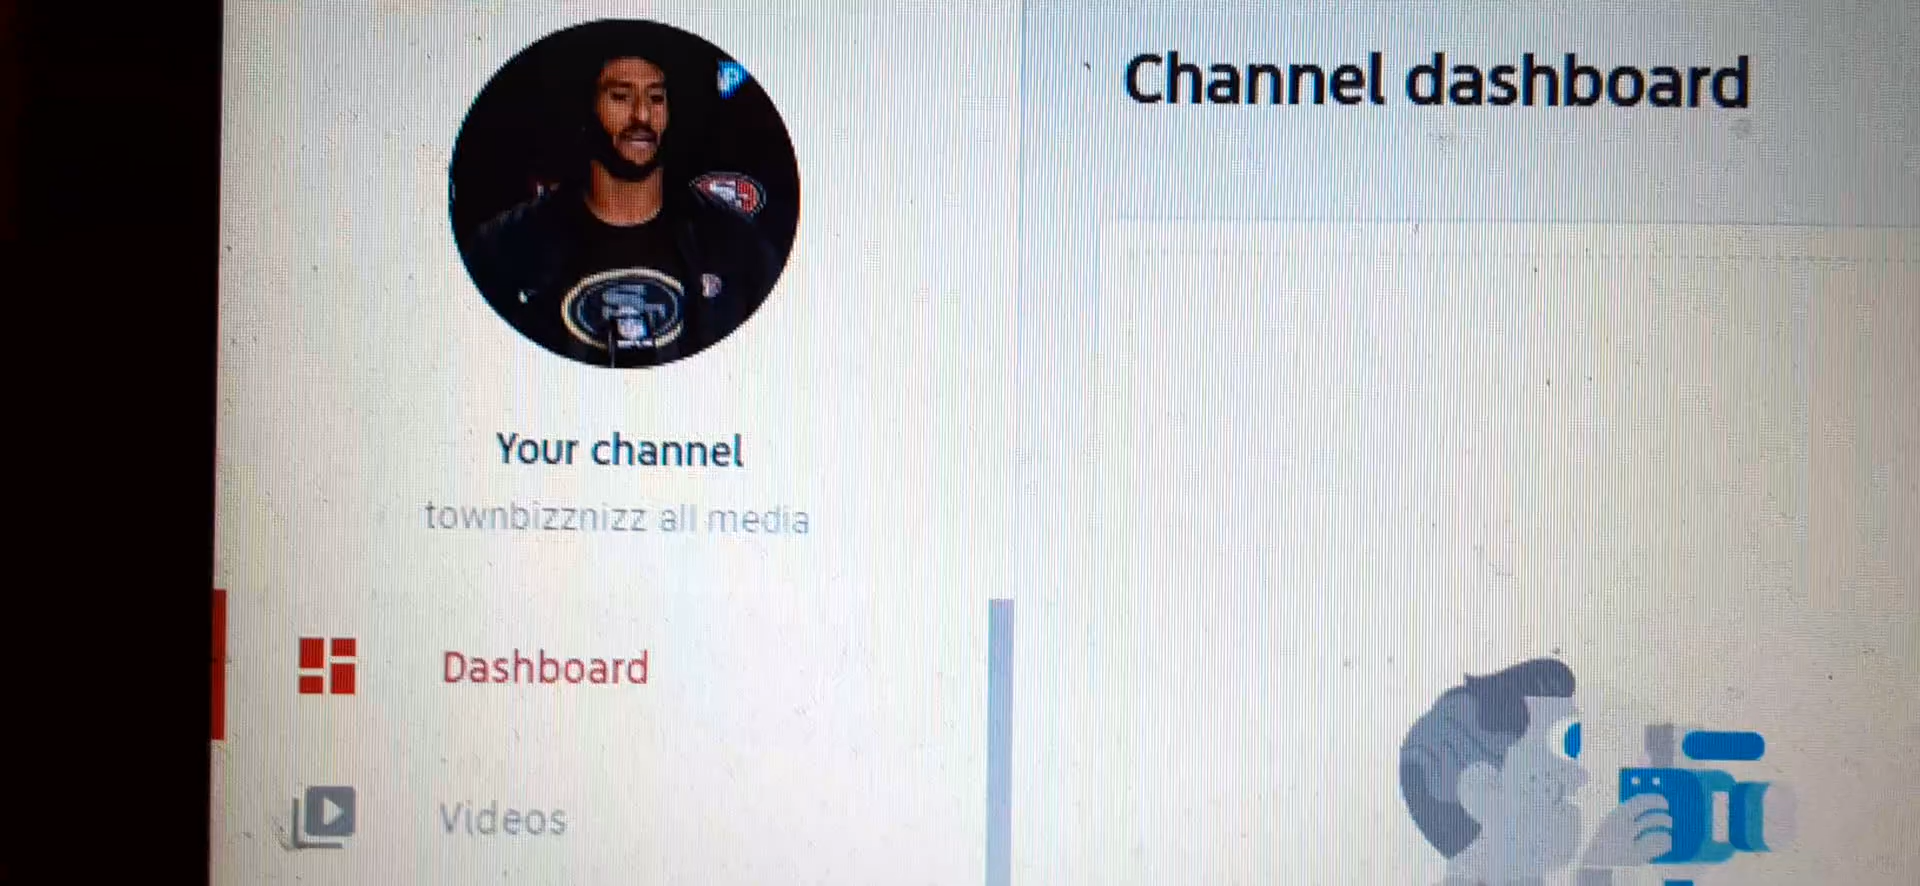 Channel dashboard
Your channel
townbizznizz all media
Dashboard
Videos